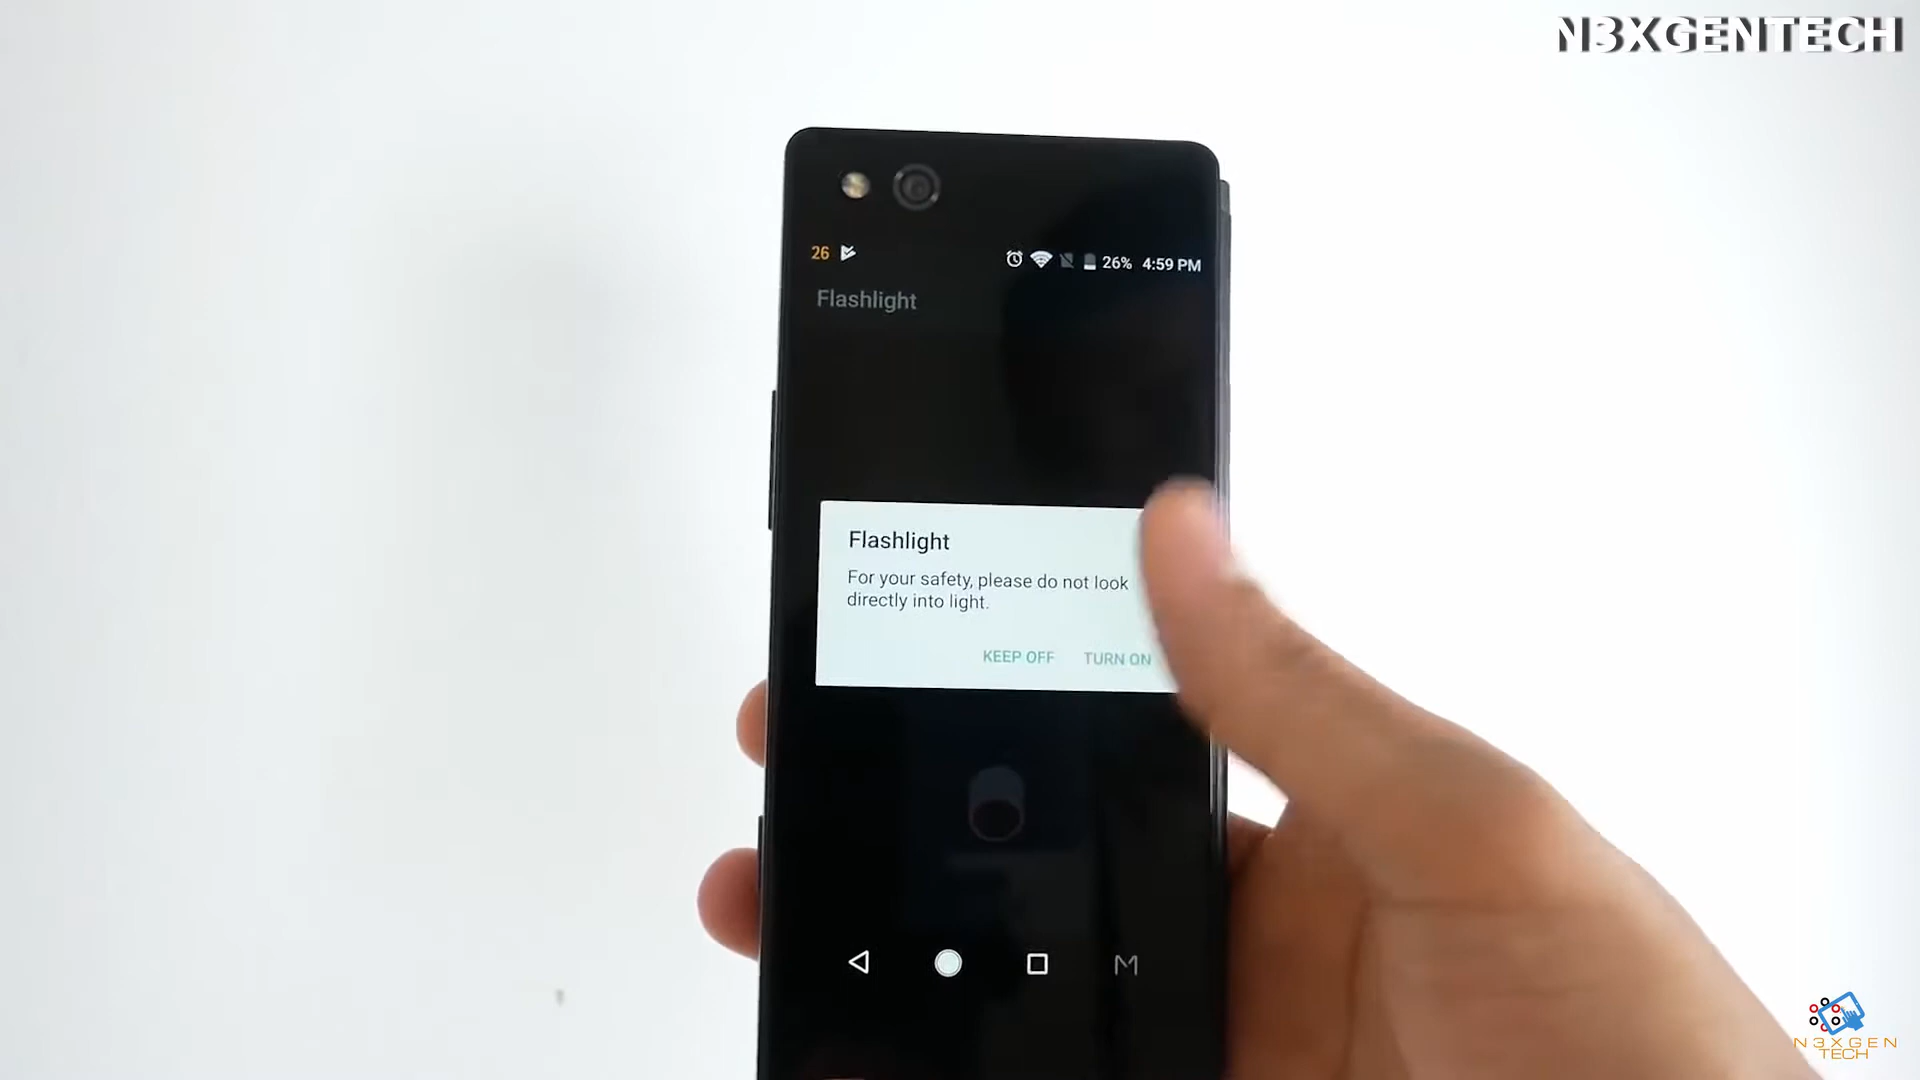 N3XGENTECH
26
26% 4:59 PM
Flashlight
Flashlight
For your safety, please do not look
directly into light.
KEEP OFF TURN ON
M
N3XGEN
TECH